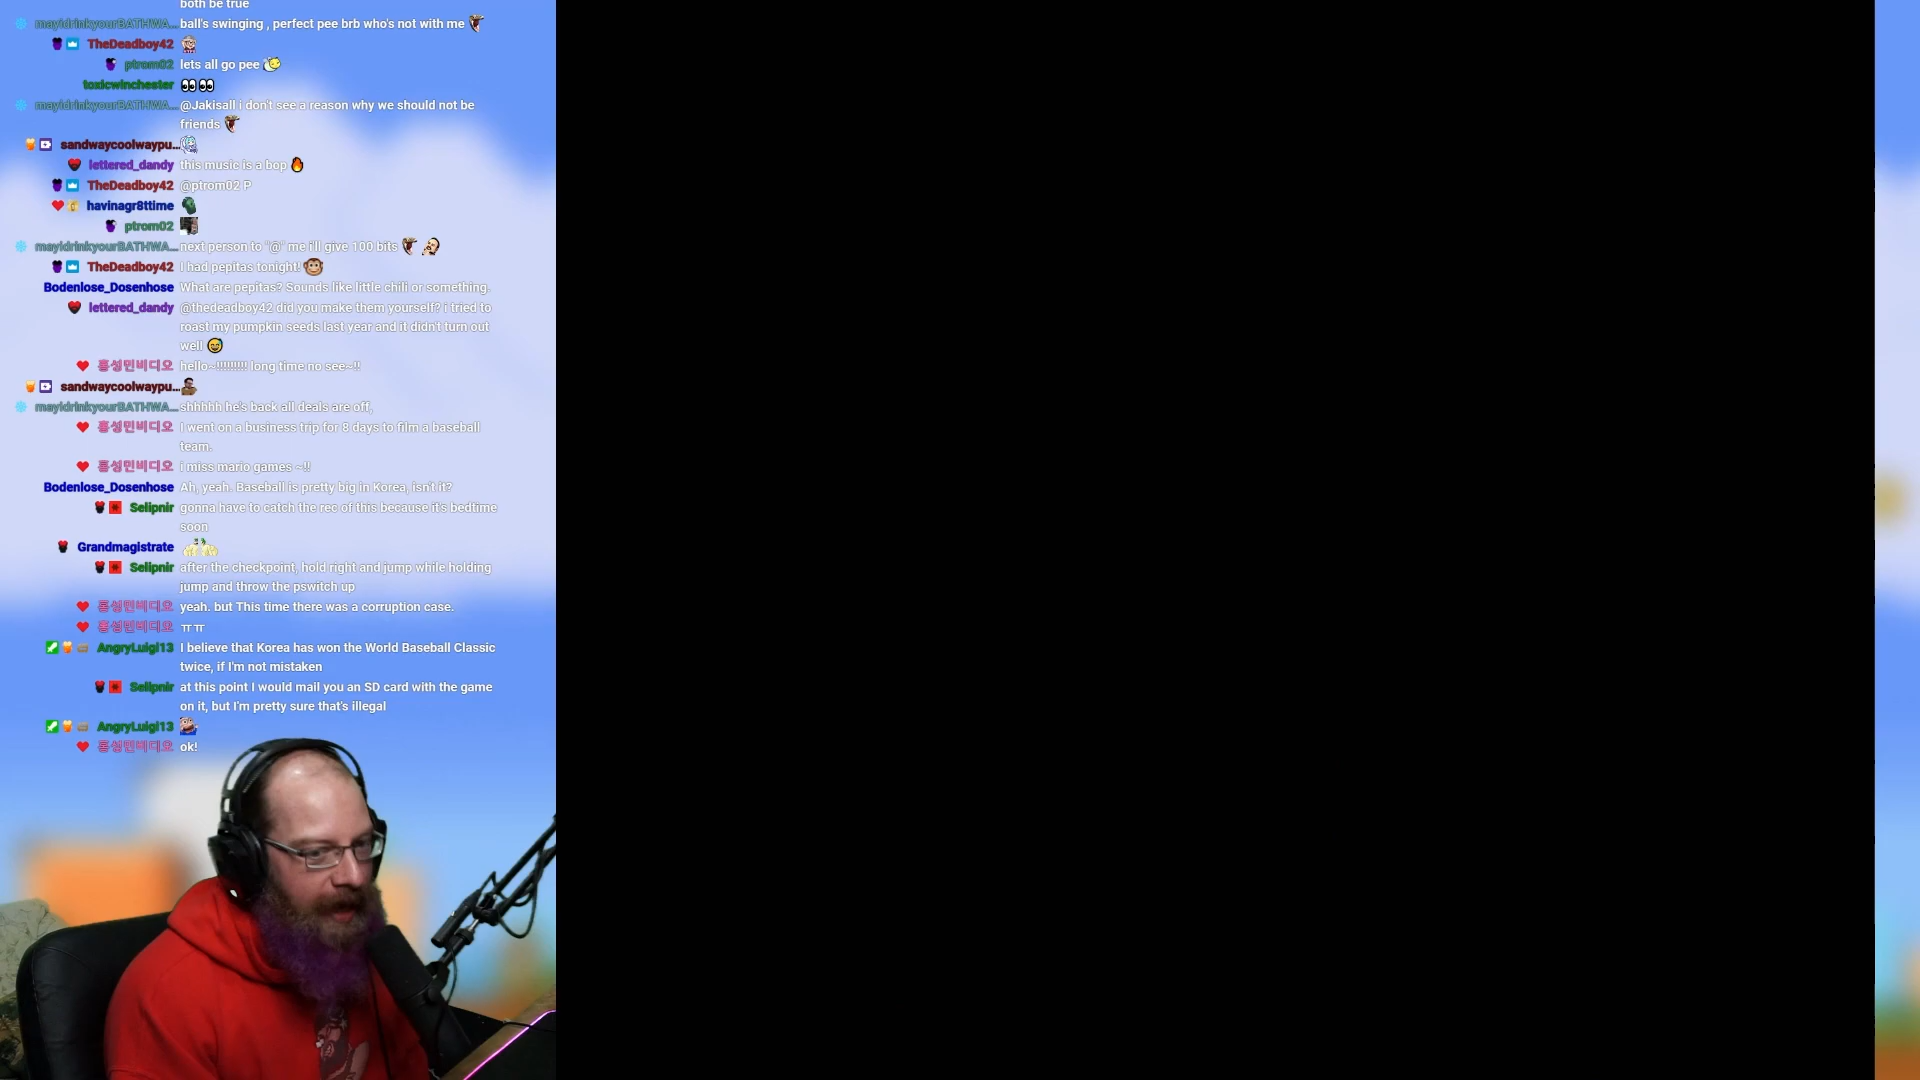 both be true
mayidrinkyourBATHWA... ball's swinging , perfect pee brb who's not with me
TheDeadboy42
ptrom02 lets all go pee
toxicwinchester
mayidrinkyourBATHWA... @Jakisall i don't see a reason why we should not be
friends
sandwaycoolwaypu...
lettered_dandy this music is a bop
TheDeadboy42 @ptrom02 P
havinagr8ttime
ptrom02
mayidrinkyourBATHWA... next person to "@" me i'll give 100 bits
TheDeadboy42 I had pepitas tonight!
Bodenlose_Dosenhose What are pepitas? Sounds like little chili or something.
lettered_dandy @thedeadboy42 did you make them yourself? i tried to
roast my pumpkin seeds last year and it didn't turn out
well
홍성민비디오 hello~!!!!!!!!! long time no see~!!
sandwaycoolwaypu...
mayidrinkyourBATHWA... shhhhh he's back all deals are off,
홍성민비디오 I went on a business trip for 8 days to film a baseball
team.
홍성민비디오 i miss mario games ~!!
Bodenlose_Dosenhose Ah, yeah. Baseball is pretty big in Korea, isn't it?
Selipnir gonna have to catch the rec of this because it's bedtime
soon
Grandmagistrate
Selipnir after the checkpoint, hold right and jump while holding
jump and throw the pswitch up
홍성민비디오 yeah. but This time there was a corruption case.
홍성민비디오 ㅠㅠ
AngryLuigi13 I believe that Korea has won the World Baseball Classic
twice, if I'm not mistaken
Selipnir at this point I would mail you an SD card with the game
on it, but I'm pretty sure that's illegal
AngryLuigi13
홍성민비디오 ok!